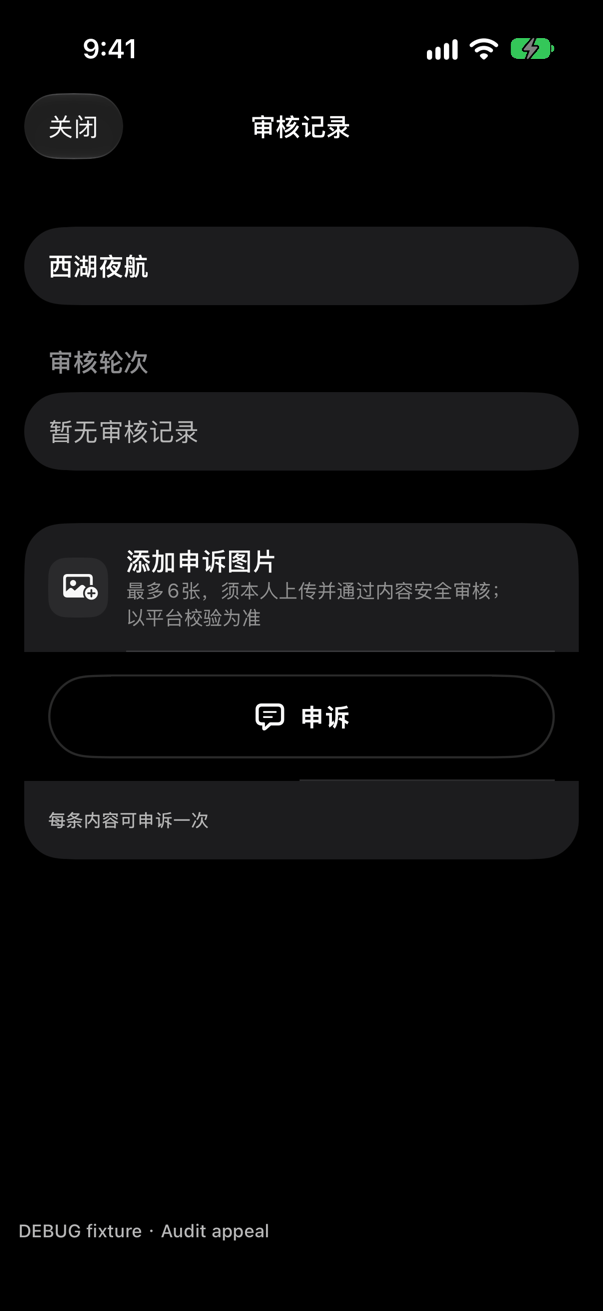 9:41
关闭
审核记录
西湖夜航
审核轮次
暂无审核记录
添加申诉图片
最多6张，须本人上传并通过内容安全审核；
以平台校验为准
申诉
每条内容可申诉一次
DEBUG fixture · Audit appeal